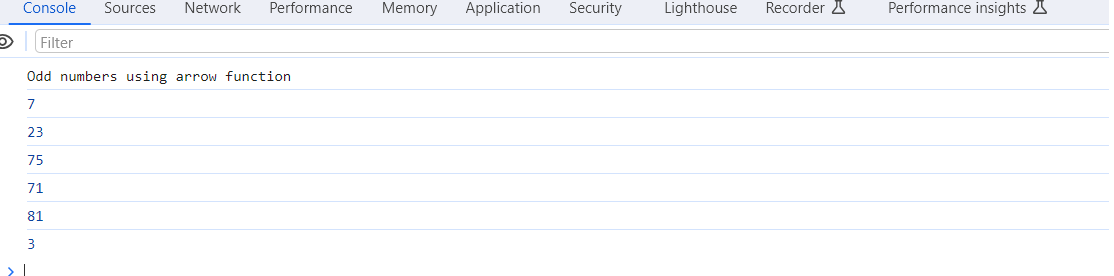 Console Sources Network Performance Memory Application Security Lighthouse Recorder Performance insights
Filter
Odd numbers using arrow function
7
23
75
71
81
3